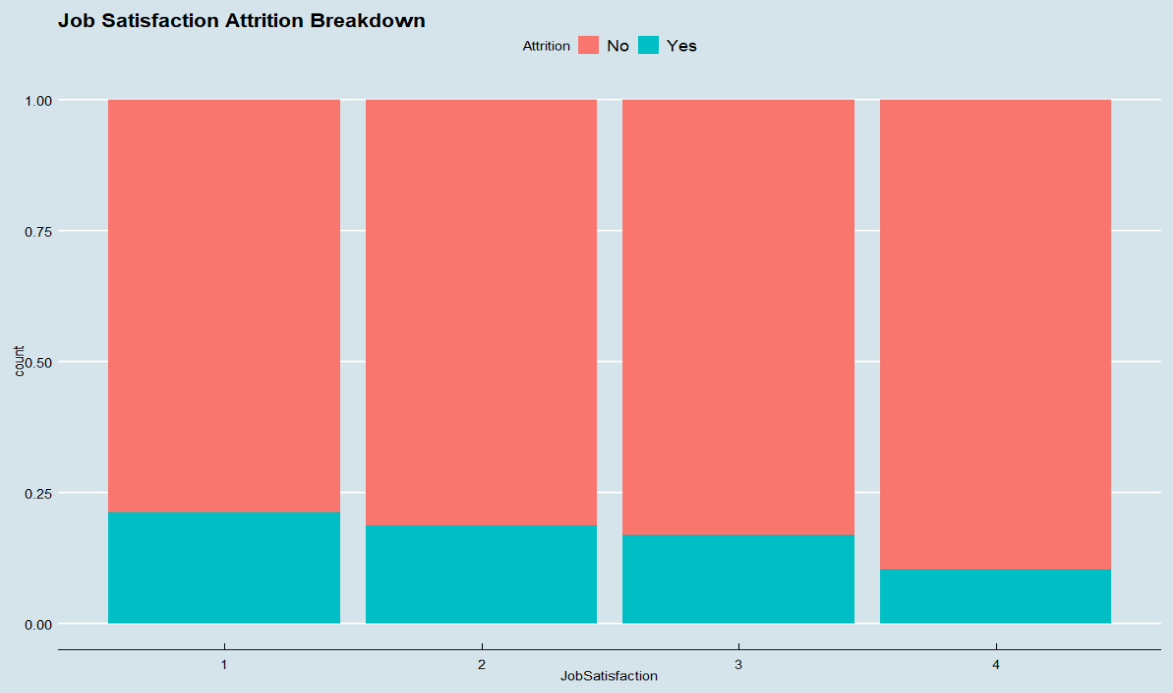 Job Satisfaction Attrition Breakdown
Attrition No Yes
1.00
0.75
0.50
0.25
0.00
count
1 2 3 4
JobSatisfaction